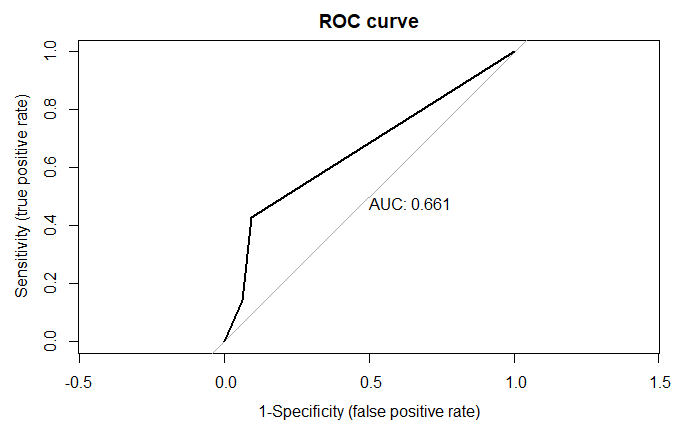 ROC curve
Sensitivity (true positive rate)
1.0
0.8
0.6
0.4
0.2
0.0
AUC: 0.661
-0.5
0.0
0.5
1.0
1.5
1-Specificity (false positive rate)